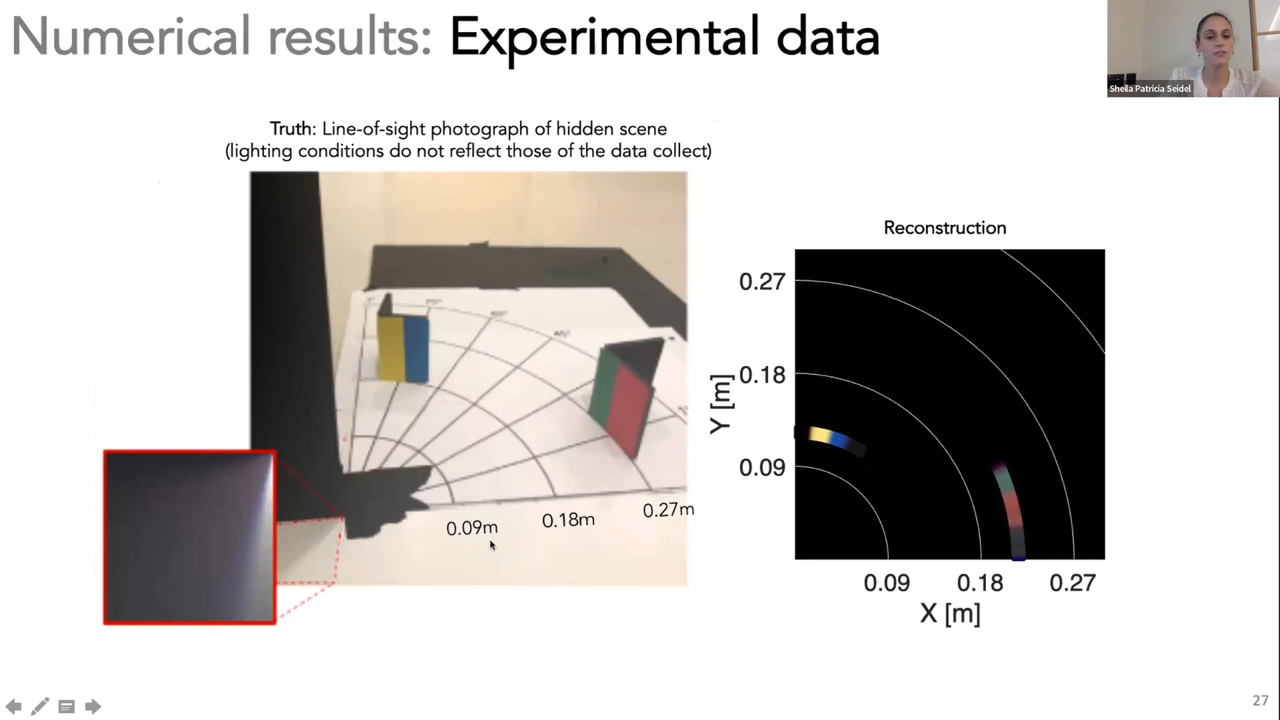 Numerical results: Experimental data
Sheila Patricia Seidel
Truth: Line-of-sight photograph of hidden scene
(lighting conditions do not reflect those of the data collect)
0.09m
0.18m
0.27m
Reconstruction
0.27
0.18
0.09
Y [m]
0.09 0.18 0.27
X [m]
27